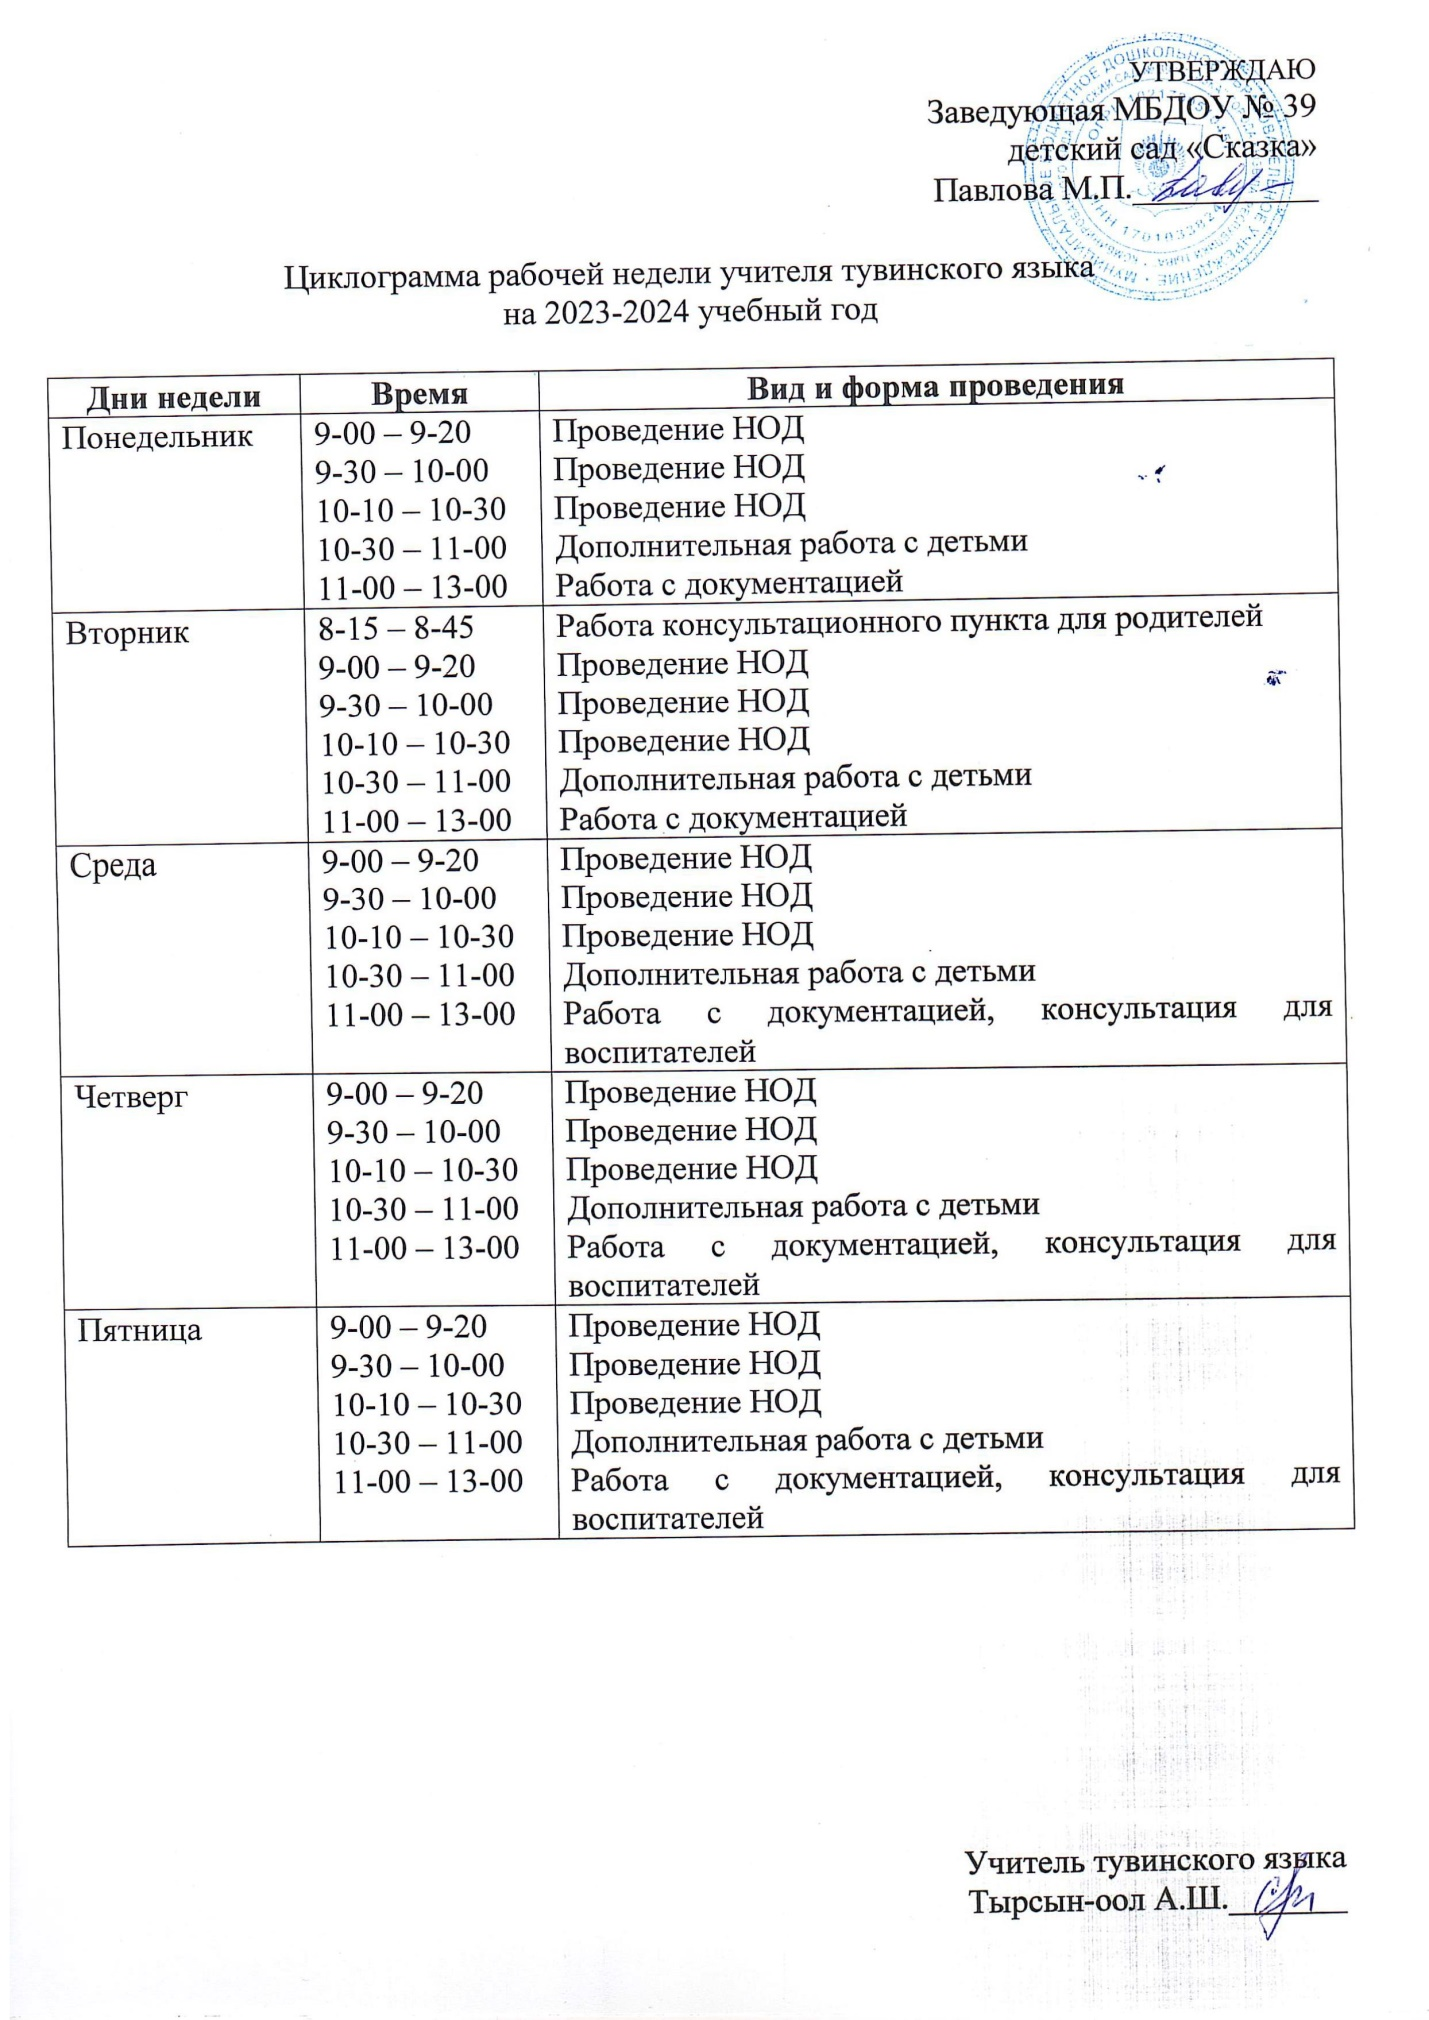 УТВЕРЖДАЮ
Заведующая МБДОУ № 39
детский сад «Сказка»
Павлова М.П.
Циклограмма рабочей недели учителя тувинского языка
на 2023-2024 учебный год
Дни недели Время Вид и форма проведения
Понедельник 9-00 – 9-20 Проведение НОД
9-30 – 10-00 Проведение НОД
10-10 – 10-30 Проведение НОД
10-30 – 11-00 Дополнительная работа с детьми
11-00 – 13-00 Работа с документацией
Вторник 8-15 – 8-45 Работа консультационного пункта для родителей
9-00 – 9-20 Проведение НОД
9-30 – 10-00 Проведение НОД
10-10 – 10-30 Проведение НОД
10-30 – 11-00 Дополнительная работа с детьми
11-00 – 13-00 Работа с документацией
Среда 9-00 – 9-20 Проведение НОД
9-30 – 10-00 Проведение НОД
10-10 – 10-30 Проведение НОД
10-30 – 11-00 Дополнительная работа с детьми
11-00 – 13-00 Работа с документацией, консультация для
воспитателей
Четверг 9-00 – 9-20 Проведение НОД
9-30 – 10-00 Проведение НОД
10-10 – 10-30 Проведение НОД
10-30 – 11-00 Дополнительная работа с детьми
11-00 – 13-00 Работа с документацией, консультация для
воспитателей
Пятница 9-00 – 9-20 Проведение НОД
9-30 – 10-00 Проведение НОД
10-10 – 10-30 Проведение НОД
10-30 – 11-00 Дополнительная работа с детьми
11-00 – 13-00 Работа с документацией, консультация для
воспитателей
Учитель тувинского языка
Тырсын-оол А.Ш.